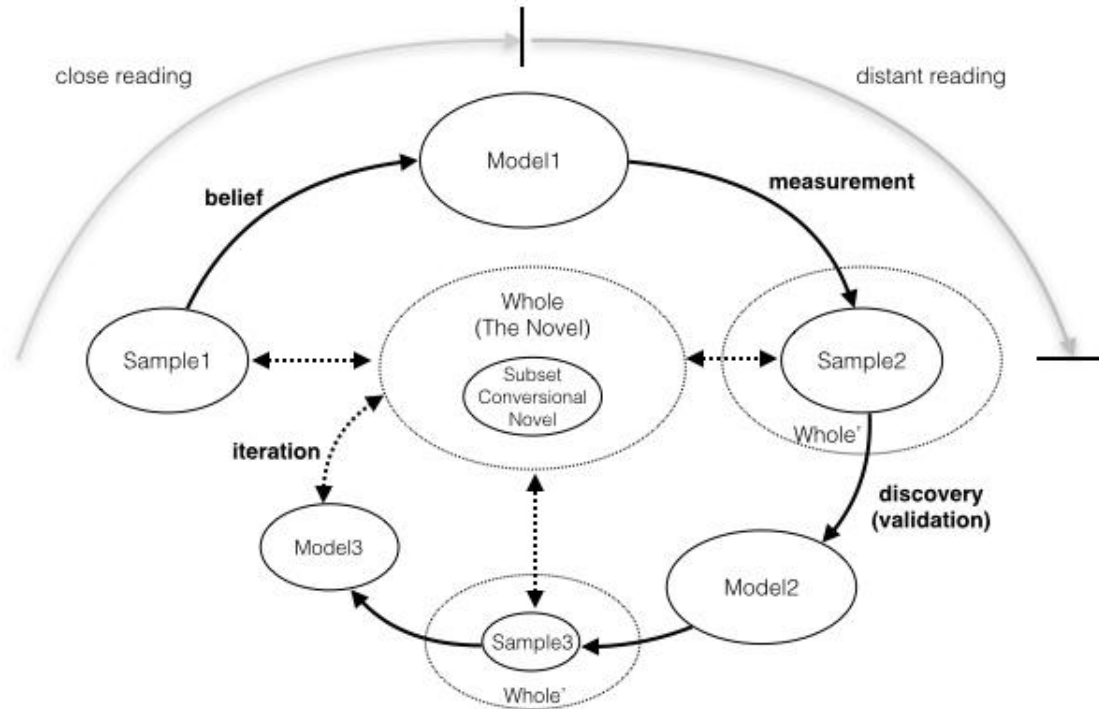 close reading
distant reading
Model1
belief
measurement
Whole
(The Novel)
Sample1
Sample2
Subset
Conversional
Novel
Whole'
iteration
discovery
(validation)
Model3
Model2
Sample3
Whole'